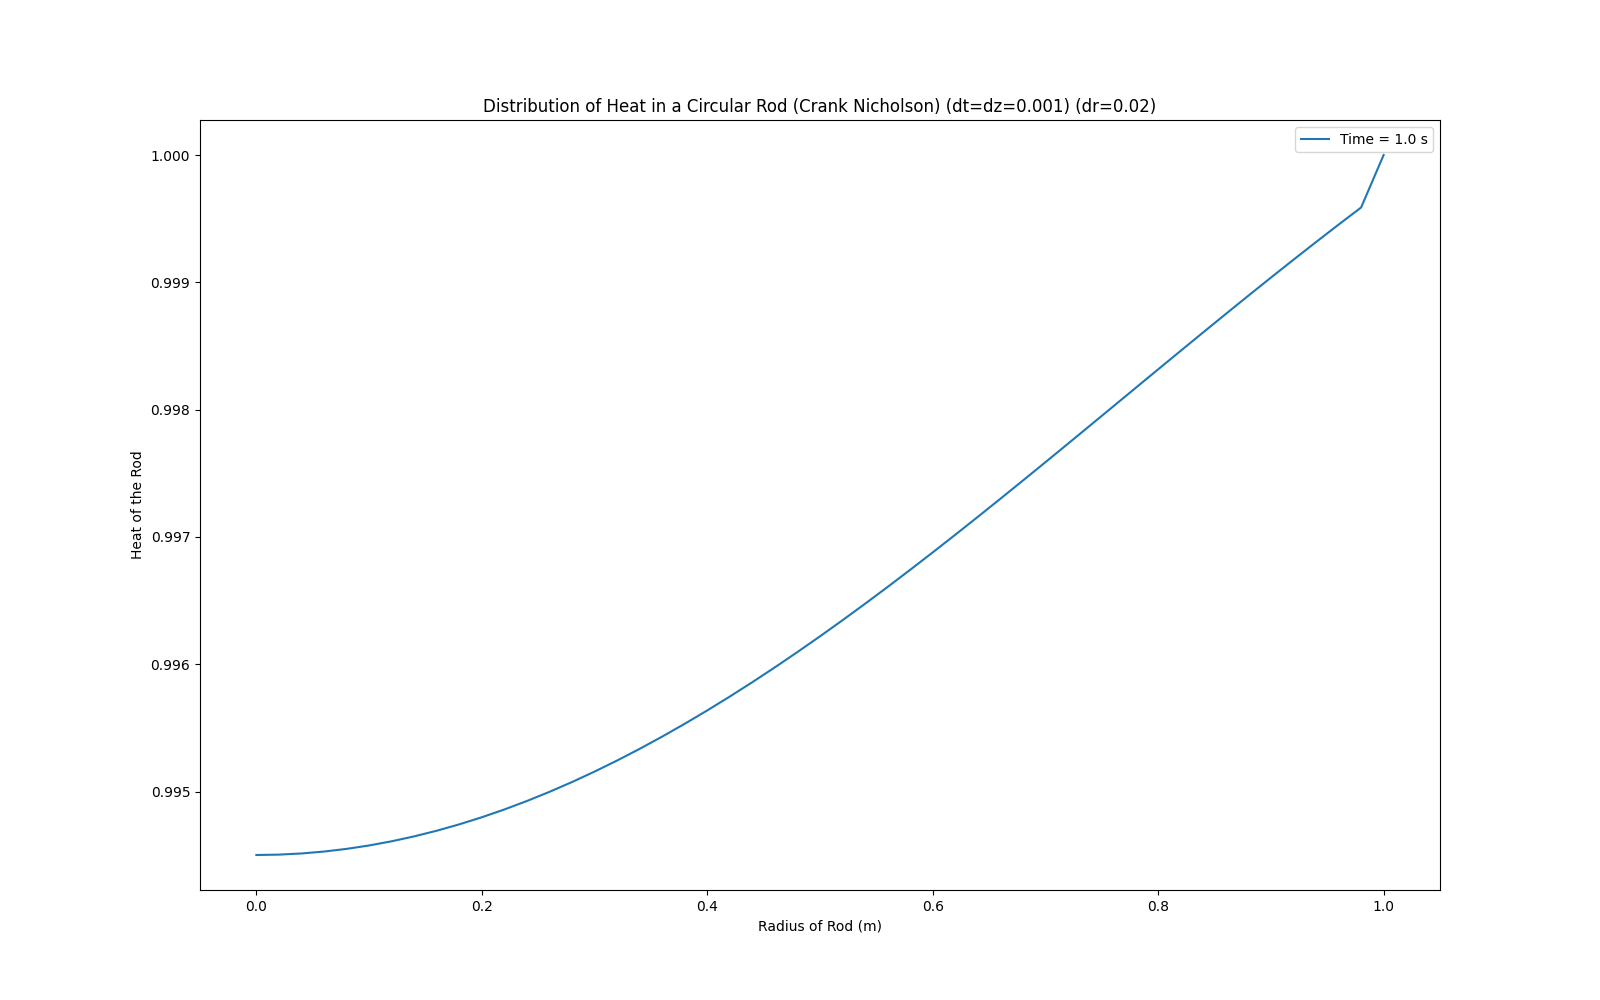 Distribution of Heat in a Circular Rod (Crank Nicholson) (dt=dz=0.001) (dr=0.02)
Time = 1.0 s
1.000
0.999
0.998
0.997
0.996
0.995
Heat of the Rod
0.0 0.2 0.4 0.6 0.8 1.0
Radius of Rod (m)